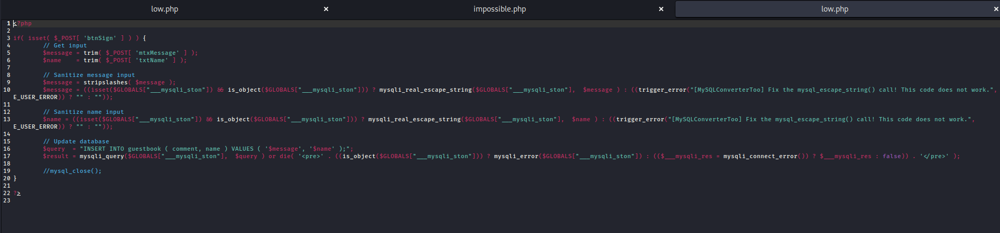 low.php × impossible.php × low.php ×
1 <?php
2
3 if( isset( $_POST[ 'btnSign' ] ) ) {
4 // Get input
5 $message = trim( $_POST[ 'mtxMessage' ] );
6 $name    = trim( $_POST[ 'txtName' ] );
7
8 // Sanitize message input
9 $message = stripslashes( $message );
10 $message = ((isset($GLOBALS["___mysqli_ston"]) && is_object($GLOBALS["___mysqli_ston"])) ? mysqli_real_escape_string($GLOBALS["___mysqli_ston"],  $message ) : ((trigger_error("[MySQLConverterToo] Fix the mysql_escape_string() call! This code does not work.",
E_USER_ERROR)) ? "" : ""));
11
12 // Sanitize name input
13 $name = ((isset($GLOBALS["___mysqli_ston"]) && is_object($GLOBALS["___mysqli_ston"])) ? mysqli_real_escape_string($GLOBALS["___mysqli_ston"],  $name ) : ((trigger_error("[MySQLConverterToo] Fix the mysql_escape_string() call! This code does not work.",
E_USER_ERROR)) ? "" : ""));
14
15 // Update database
16 $query  = "INSERT INTO guestbook ( comment, name ) VALUES ( '$message', '$name' );";
17 $result = mysqli_query($GLOBALS["___mysqli_ston"],  $query ) or die( '<pre>' . ((is_object($GLOBALS["___mysqli_ston"])) ? mysqli_error($GLOBALS["___mysqli_ston"]) : (($___mysqli_res = mysqli_connect_error()) ? $___mysqli_res : false)) . '</pre>' );
18
19 //mysql_close();
20 }
21
22 ?>
23